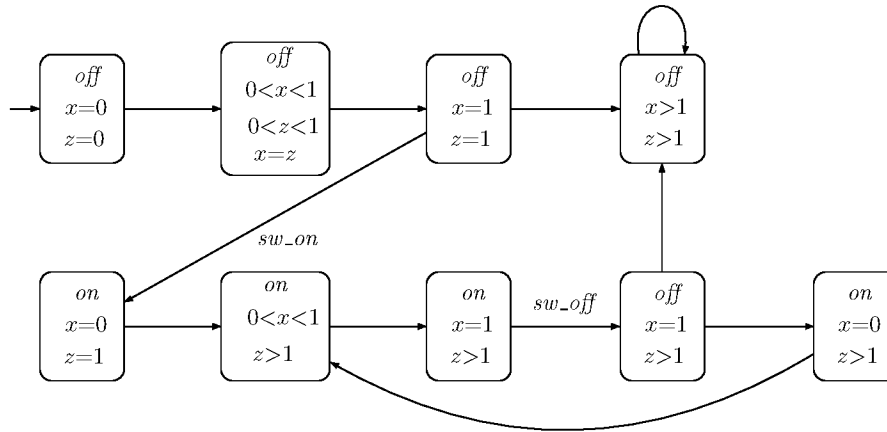 off
x=0
z=0
off
0<x<1
0<z<1
x=z
off
x=1
z=1
off
x>1
z>1
sw_on
on
x=0
z=1
on
0<x<1
z>1
on
x=1
z>1
sw_off
off
x=1
z>1
on
x=0
z>1